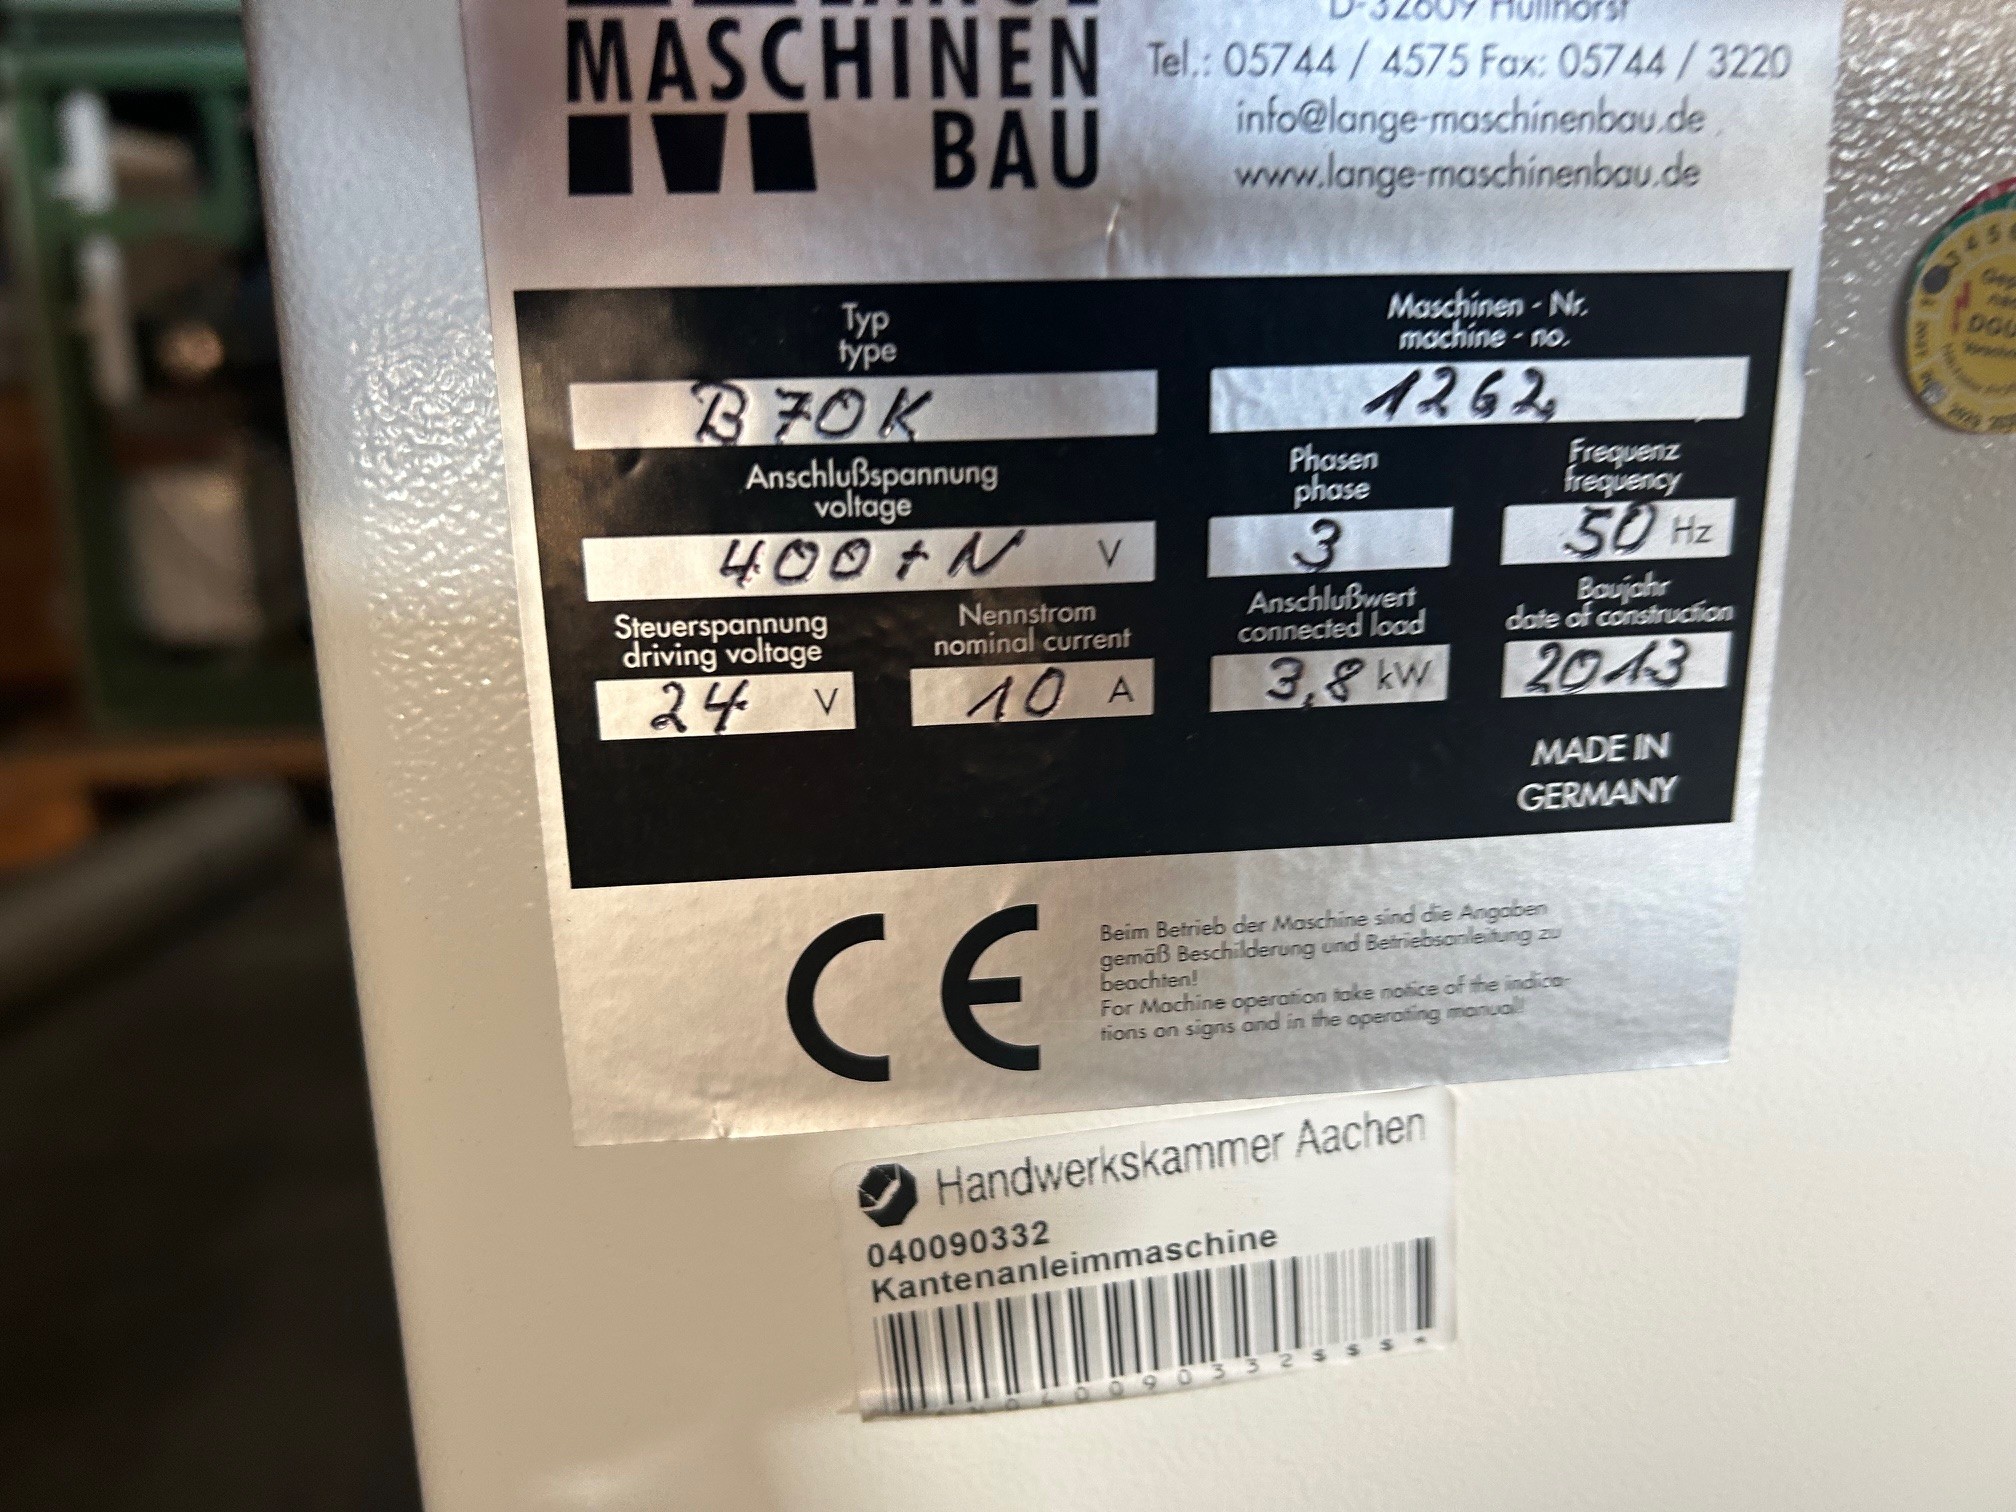 MASCHINEN
BAU
D-32609 Hüllhorst
Tel.: 05744 / 4575 Fax: 05744 / 3220
info@lange-maschinenbau.de
www.lange-maschinenbau.de
Typ
type
B70K
Maschinen - Nr.
machine - no.
1262
Anschlußspannung
voltage
400+N V
Phasen
phase
3
Frequenz
frequency
50 Hz
Steuerspannung
driving voltage
24 V
Nennstrom
nominal current
10 A
Anschlußwert
connected load
3,8 kW
Baujahr
date of construction
2013
MADE IN
GERMANY
CE
Beim Betrieb der Maschine sind die Angaben
gemäß Beschilderung und Betriebsanleitung zu
beachten!
For Machine operation take notice of the indica-
tions on signs and in the operating manual!
Handwerkskammer Aachen
040090332
Kantenanleimmaschine